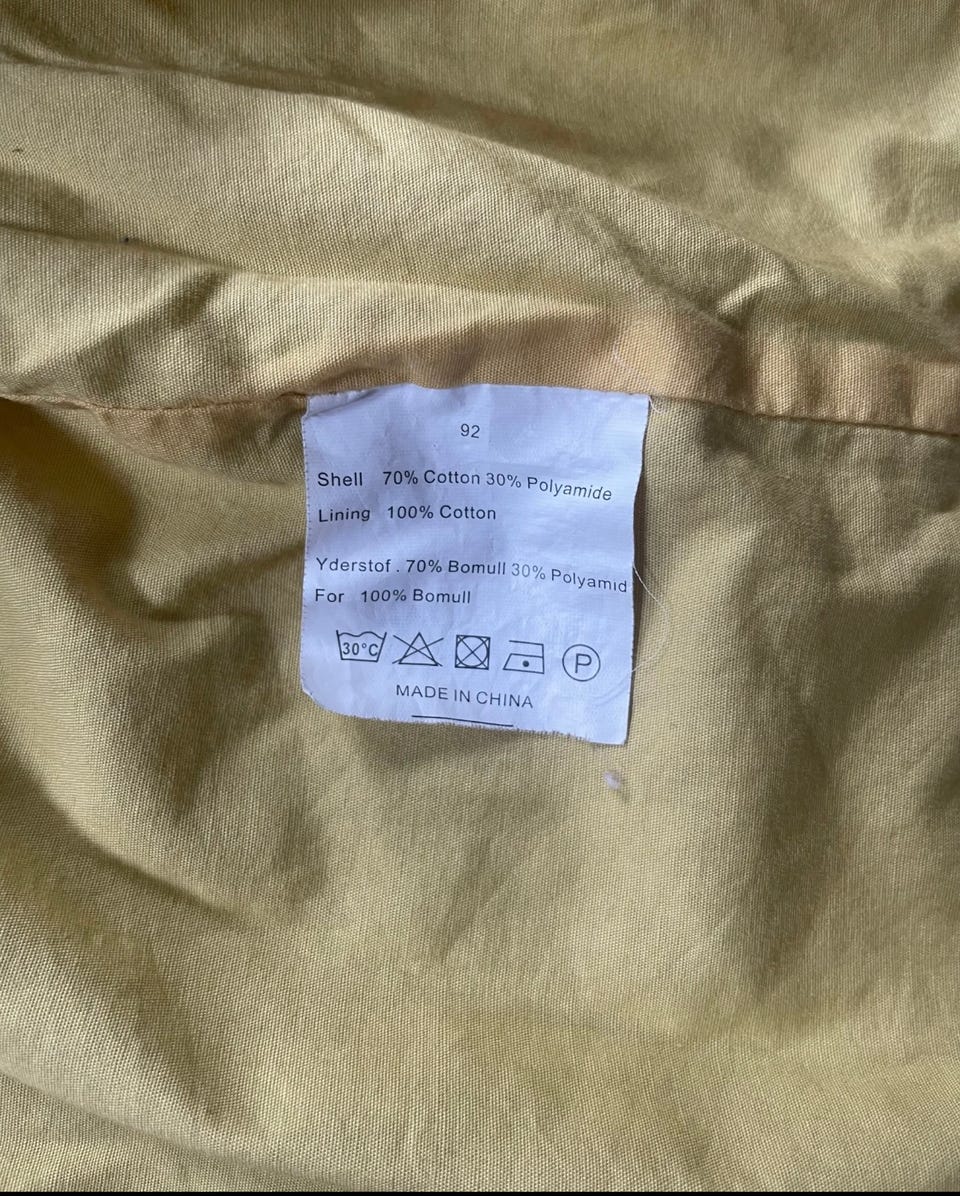 92
Shell 70% Cotton 30% Polyamide
Lining 100% Cotton
Yderstof . 70% Bomull 30% Polyamid
For 100% Bomull
30°C P
MADE IN CHINA